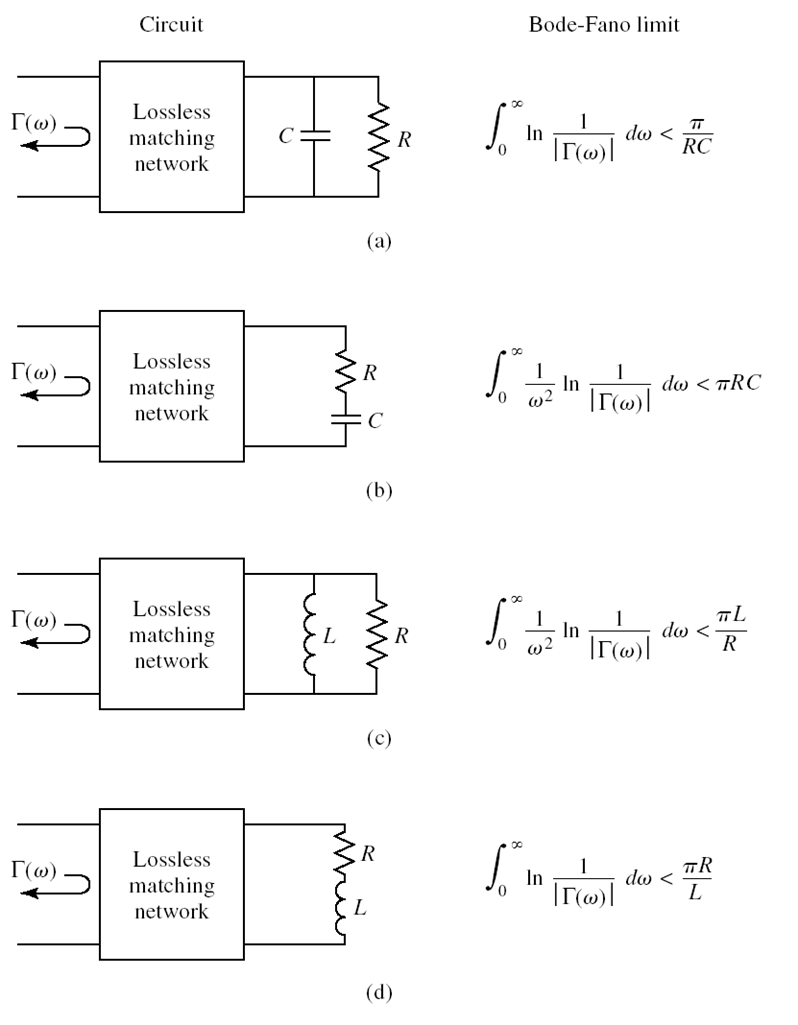 Circuit Bode-Fano limit
Γ(ω) Lossless matching network C R ∫₀^∞ ln 1/|Γ(ω)| dω < π/RC
(a)
Γ(ω) Lossless matching network R C ∫₀^∞ 1/ω² ln 1/|Γ(ω)| dω < πRC
(b)
Γ(ω) Lossless matching network L R ∫₀^∞ 1/ω² ln 1/|Γ(ω)| dω < πL/R
(c)
Γ(ω) Lossless matching network R L ∫₀^∞ ln 1/|Γ(ω)| dω < πR/L
(d)